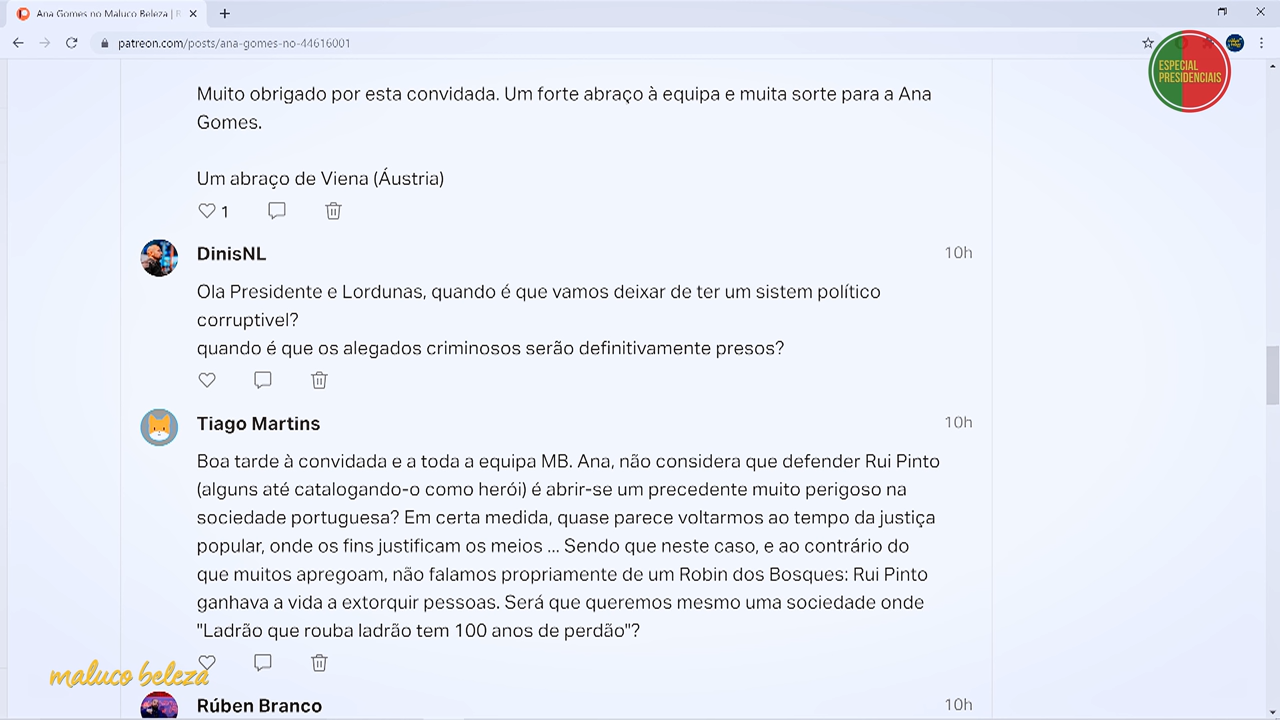 Ana Gomes no Maluco Beleza | R
patreon.com/posts/ana-gomes-no-44616001
ESPECIAL
PRESIDENCIAIS
Muito obrigado por esta convidada. Um forte abraço à equipa e muita sorte para a Ana
Gomes.
Um abraço de Viena (Áustria)
1
DinisNL
10h
Ola Presidente e Lordunas, quando é que vamos deixar de ter um sistem político
corruptivel?
quando é que os alegados criminosos serão definitivamente presos?
Tiago Martins
10h
Boa tarde à convidada e a toda a equipa MB. Ana, não considera que defender Rui Pinto
(alguns até catalogando-o como herói) é abrir-se um precedente muito perigoso na
sociedade portuguesa? Em certa medida, quase parece voltarmos ao tempo da justiça
popular, onde os fins justificam os meios ... Sendo que neste caso, e ao contrário do
que muitos apregoam, não falamos propriamente de um Robin dos Bosques: Rui Pinto
ganhava a vida a extorquir pessoas. Será que queremos mesmo uma sociedade onde
"Ladrão que rouba ladrão tem 100 anos de perdão"?
maluco beleza
Rúben Branco
10h